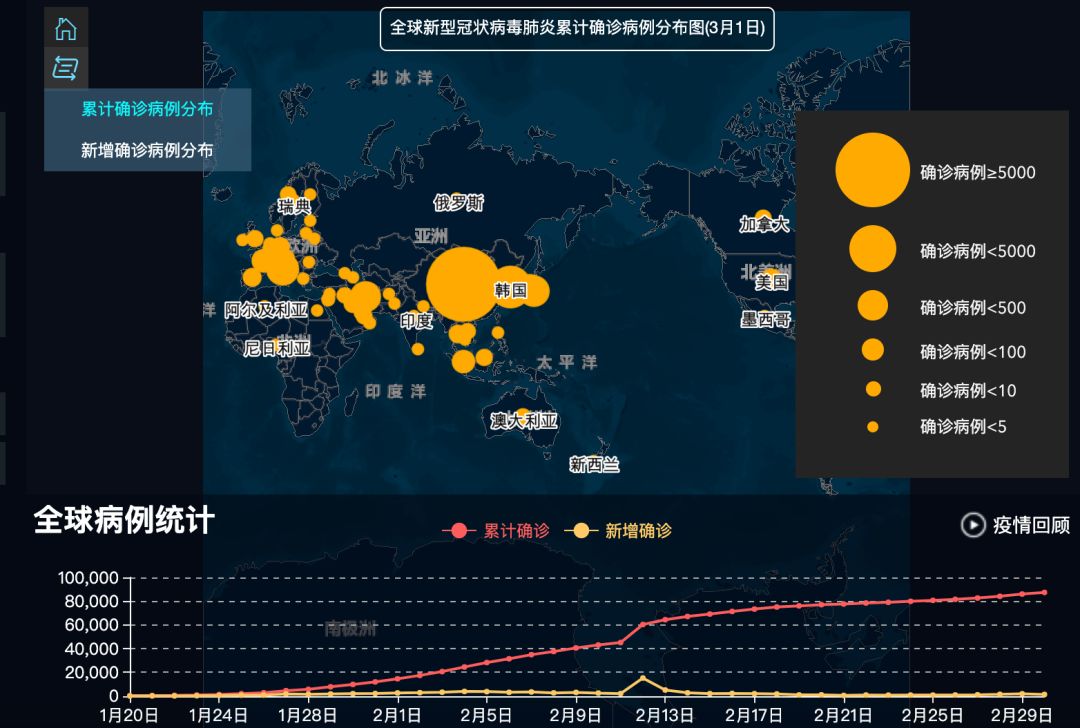 全球新型冠状病毒肺炎累计确诊病例分布图(3月1日)
北冰洋
累计确诊病例分布
新增确诊病例分布
确诊病例≥5000
确诊病例<5000
确诊病例<500
确诊病例<100
确诊病例<10
确诊病例<5
瑞典
俄罗斯
加拿大
亚洲
欧洲
北美洲
美国
韩国
洋
阿尔及利亚
印度
墨西哥
尼日利亚
太平洋
印度洋
澳大利亚
新西兰
全球病例统计
累计确诊
新增确诊
疫情回顾
100,000
80,000
60,000
南极洲
40,000
20,000
0
1月20日
1月24日
1月28日
2月1日
2月5日
2月9日
2月13日
2月17日
2月21日
2月25日
2月29日